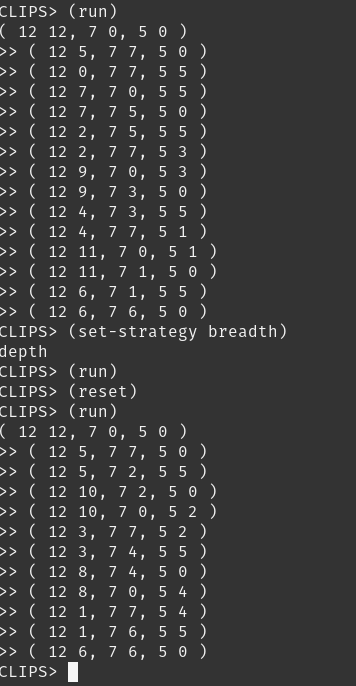 CLIPS> (run)
( 12 12, 7 0, 5 0 )
>> ( 12 5, 7 7, 5 0 )
>> ( 12 0, 7 7, 5 5 )
>> ( 12 7, 7 0, 5 5 )
>> ( 12 7, 7 5, 5 0 )
>> ( 12 2, 7 5, 5 5 )
>> ( 12 2, 7 7, 5 3 )
>> ( 12 9, 7 0, 5 3 )
>> ( 12 9, 7 3, 5 0 )
>> ( 12 4, 7 3, 5 5 )
>> ( 12 4, 7 7, 5 1 )
>> ( 12 11, 7 0, 5 1 )
>> ( 12 11, 7 1, 5 0 )
>> ( 12 6, 7 1, 5 5 )
>> ( 12 6, 7 6, 5 0 )
CLIPS> (set-strategy breadth)
depth
CLIPS> (run)
CLIPS> (reset)
CLIPS> (run)
( 12 12, 7 0, 5 0 )
>> ( 12 5, 7 7, 5 0 )
>> ( 12 5, 7 2, 5 5 )
>> ( 12 10, 7 2, 5 0 )
>> ( 12 10, 7 0, 5 2 )
>> ( 12 3, 7 7, 5 2 )
>> ( 12 3, 7 4, 5 5 )
>> ( 12 8, 7 4, 5 0 )
>> ( 12 8, 7 0, 5 4 )
>> ( 12 1, 7 7, 5 4 )
>> ( 12 1, 7 6, 5 5 )
>> ( 12 6, 7 6, 5 0 )
CLIPS>